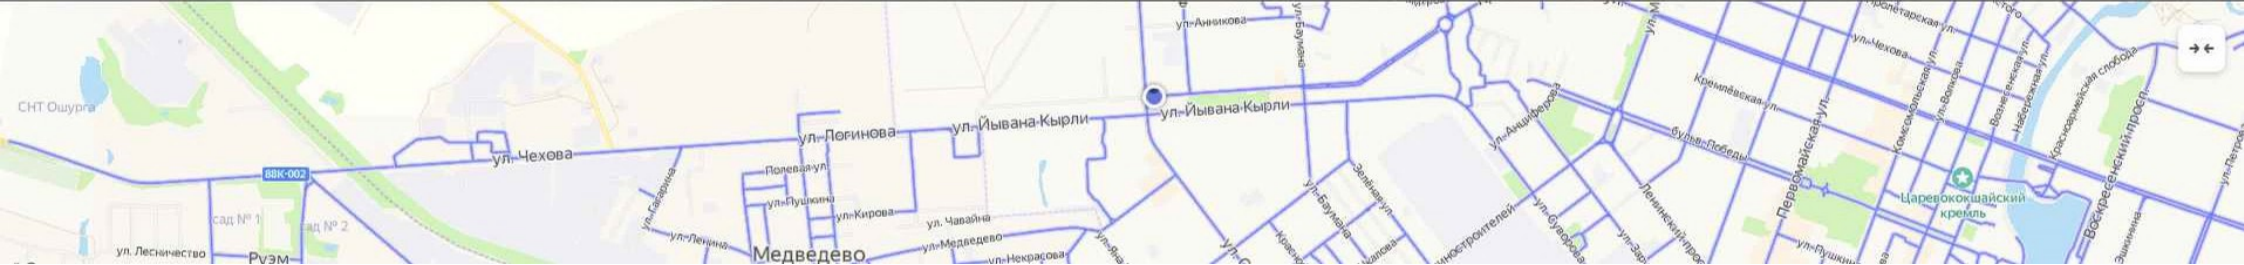 ул. Анникова
ул. Баумана
СНТ Ошурга
ул. Чехова
88К-002
ул. Логинова
ул. Йывана Кырли
ул. Йывана Кырли
ул. Анциферова
Кремлёвская ул.
бульв. Победы
Первомайская ул.
Пролетарская ул.
ул. Чехова
Комсомольская ул.
ул. Волкова
Вознесенская ул.
Набережная ул.
Красноармейская слобода
Воскресенский просп.
Царевококшайский
кремль
сад № 1
сад № 2
ул. Лесничество
Руэм
ул. Гагарина
ул. Ленина
Полевая ул.
ул. Пушкина
ул. Кирова
ул. Чавайна
ул. Медведево
ул. Некрасова
Медведево
Зелёная ул.
ул. Баумана
ул. Суворова
Ленинский прос
ул. Пушкин
Эшкинина
ул. Петрова